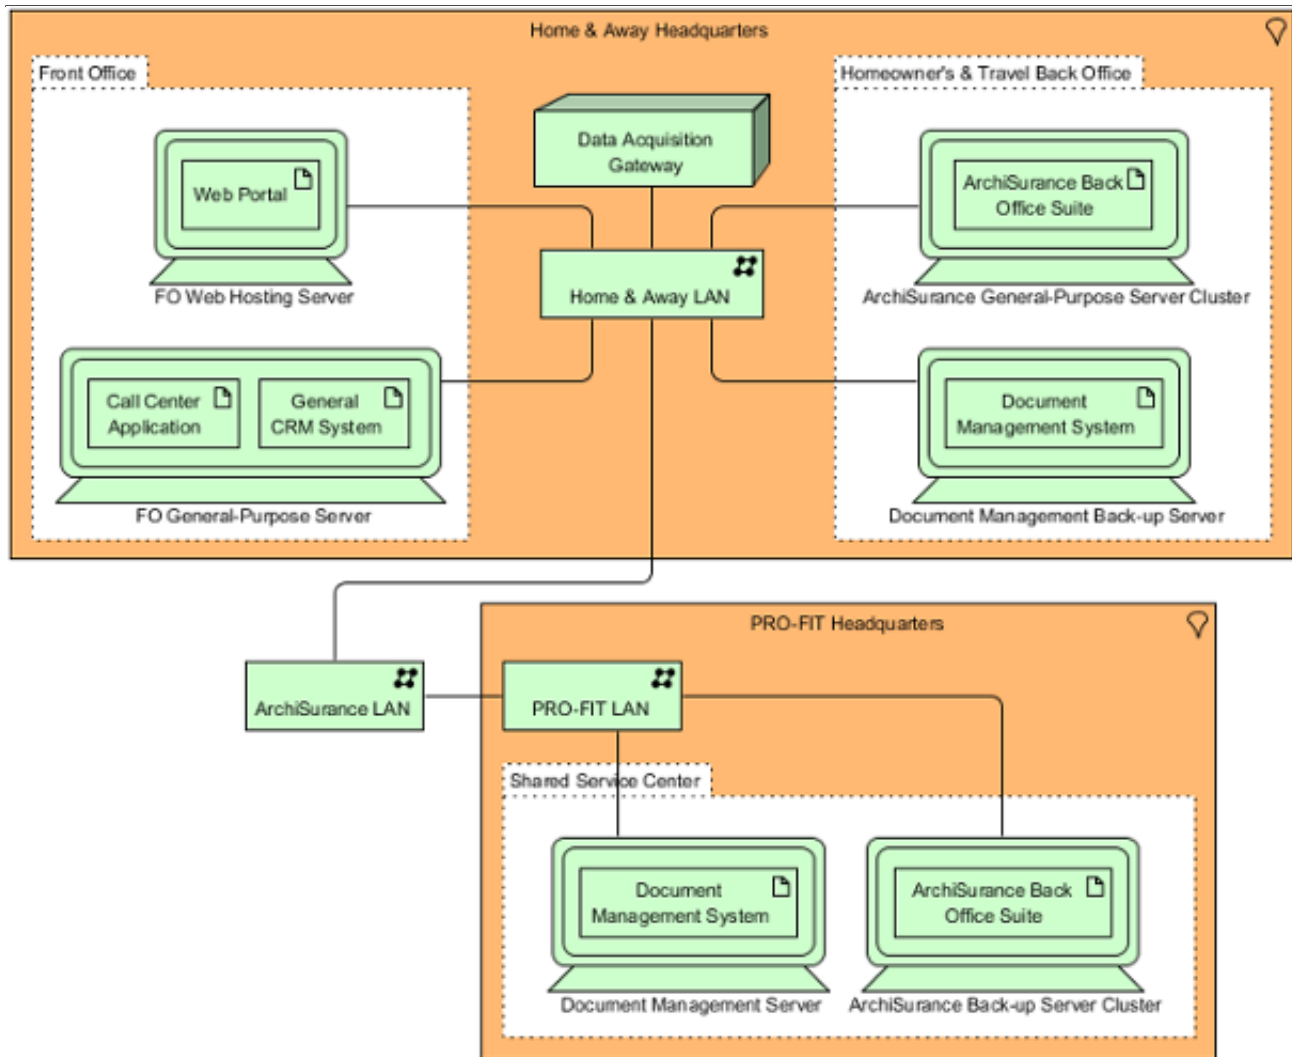 Home & Away Headquarters
Front Office
Homeowner's & Travel Back Office
Data Acquisition
Gateway
Web Portal
ArchiSurance Back
Office Suite
FO Web Hosting Server
Home & Away LAN
ArchiSurance General-Purpose Server Cluster
Call Center
Application
General
CRM System
Document
Management System
FO General-Purpose Server
Document Management Back-up Server
PRO-FIT Headquarters
ArchiSurance LAN
PRO-FIT LAN
Shared Service Center
Document
Management System
ArchiSurance Back
Office Suite
Document Management Server
ArchiSurance Back-up Server Cluster